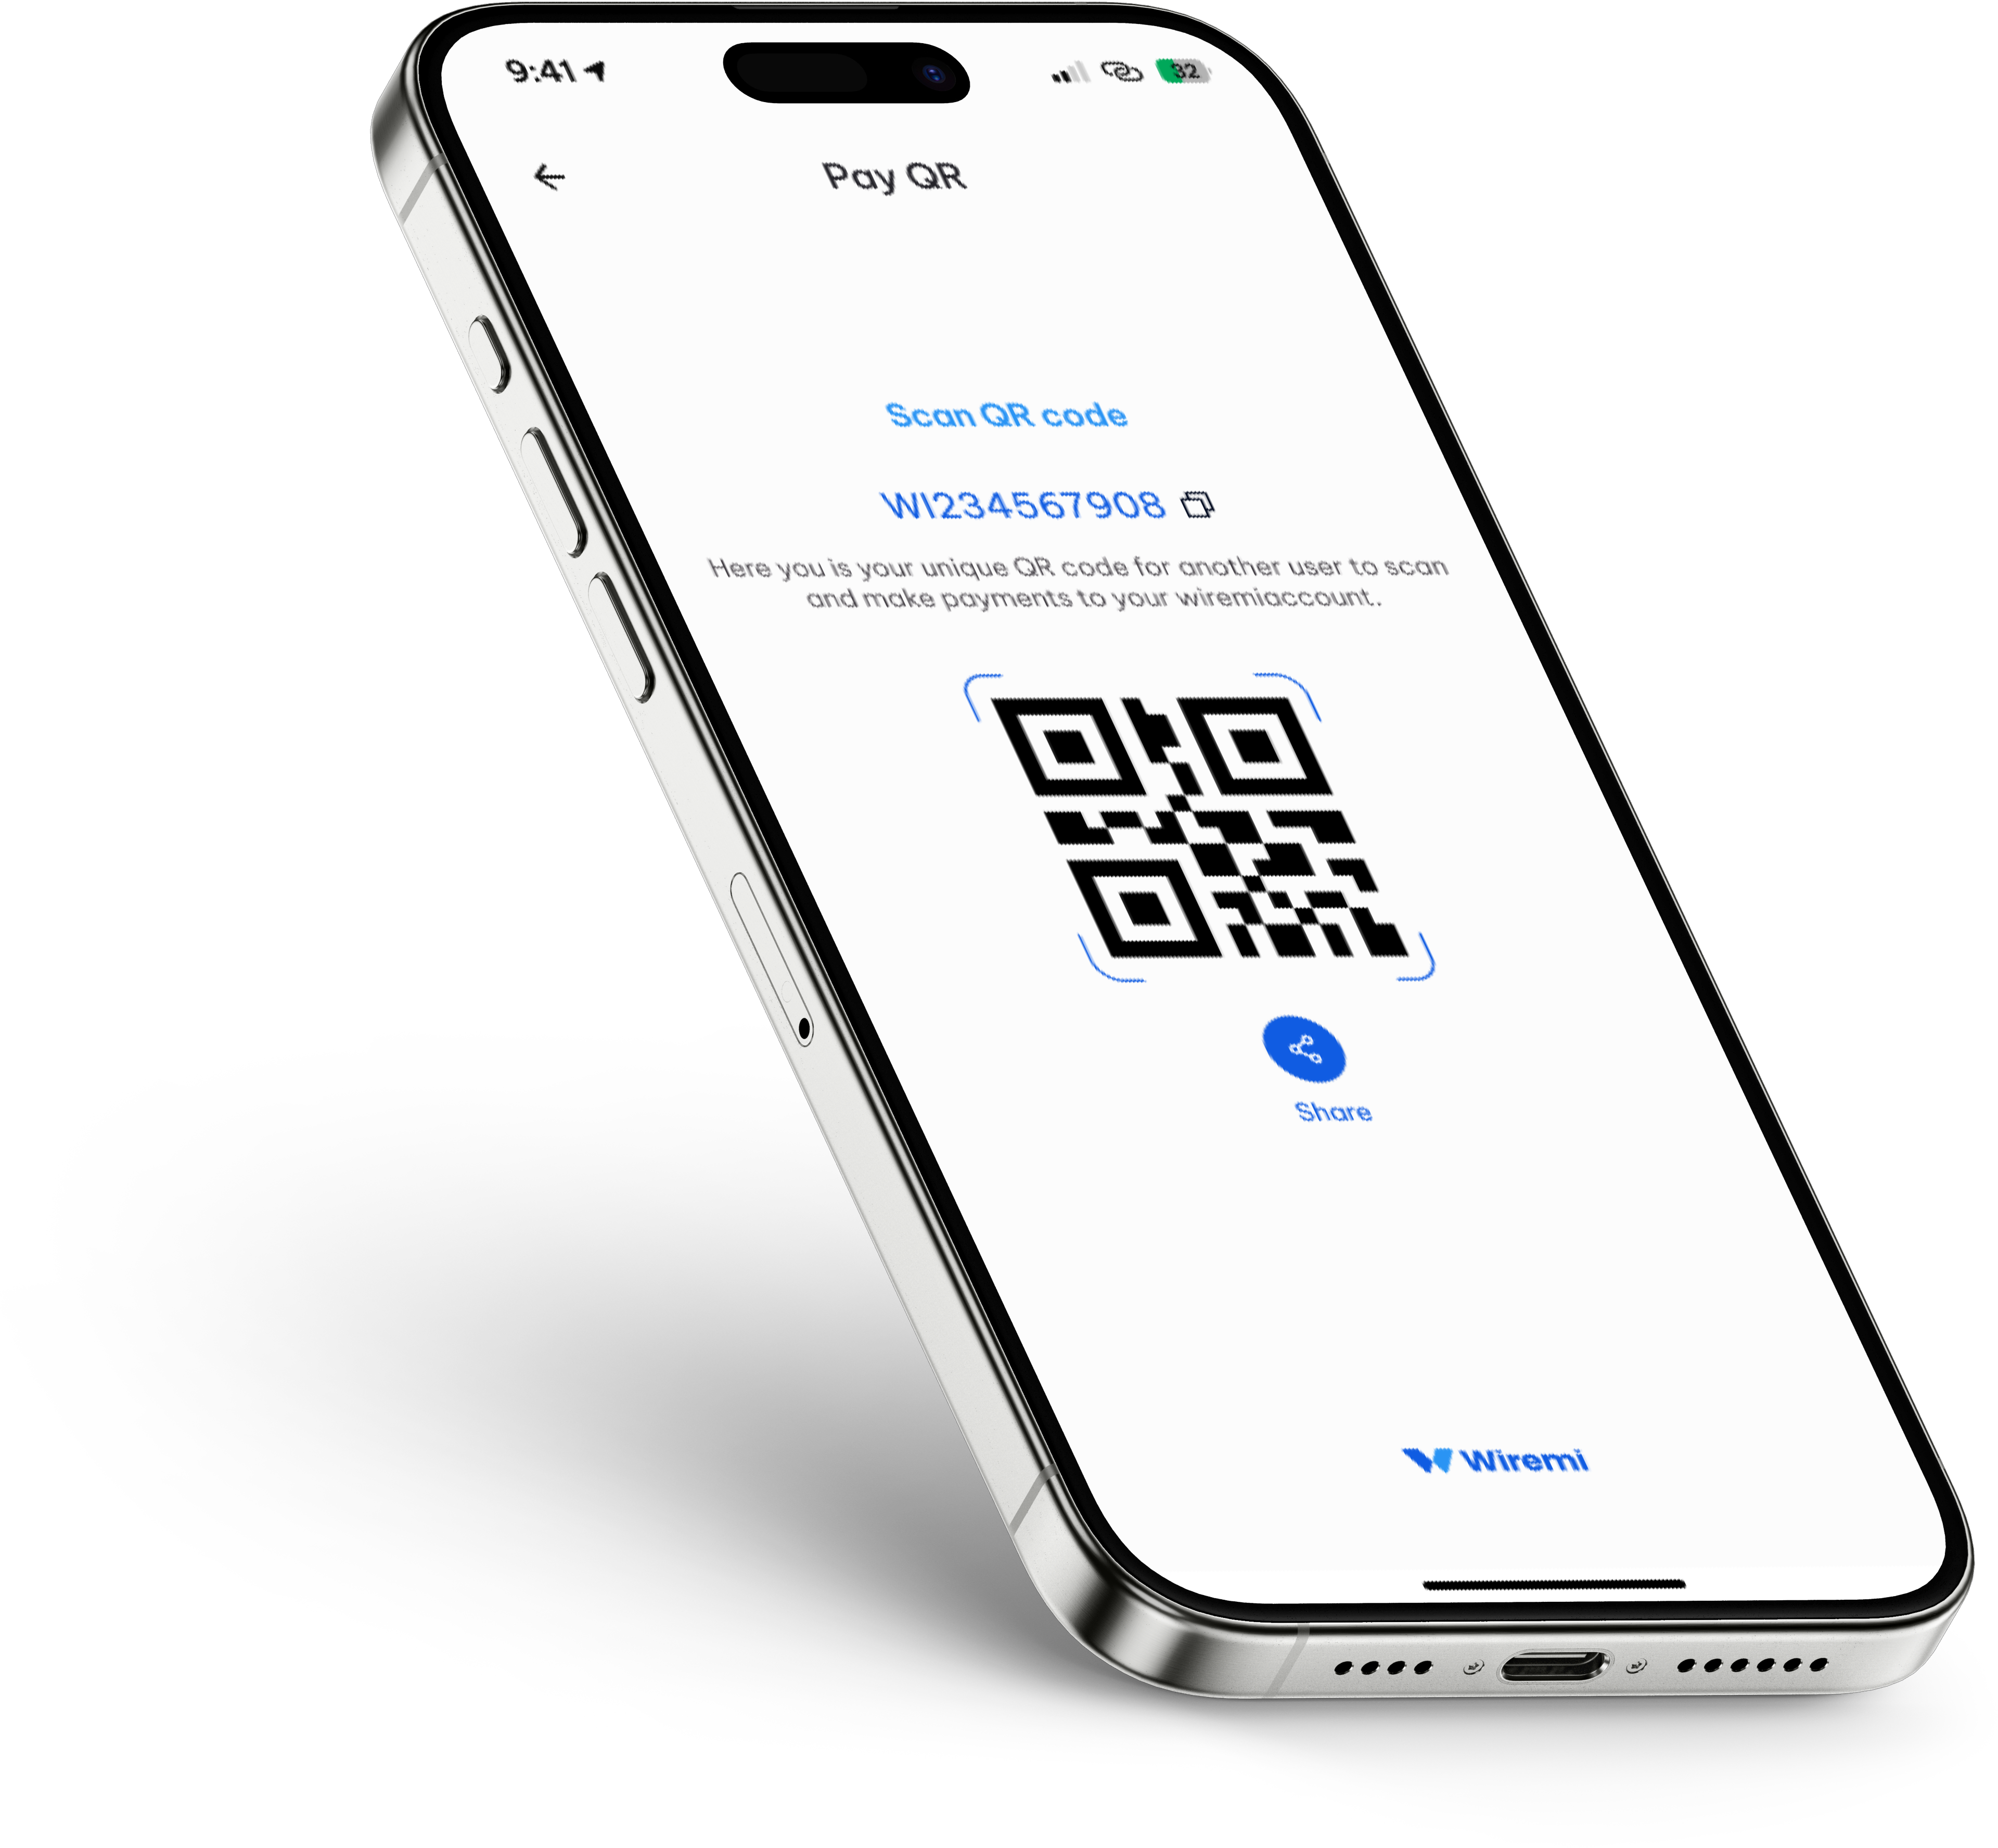 9:41
32
Pay QR
Scan QR code
WI234567908
Here you is your unique QR code for another user to scan
and make payments to your wiremiaccount.
Share
Wiremi